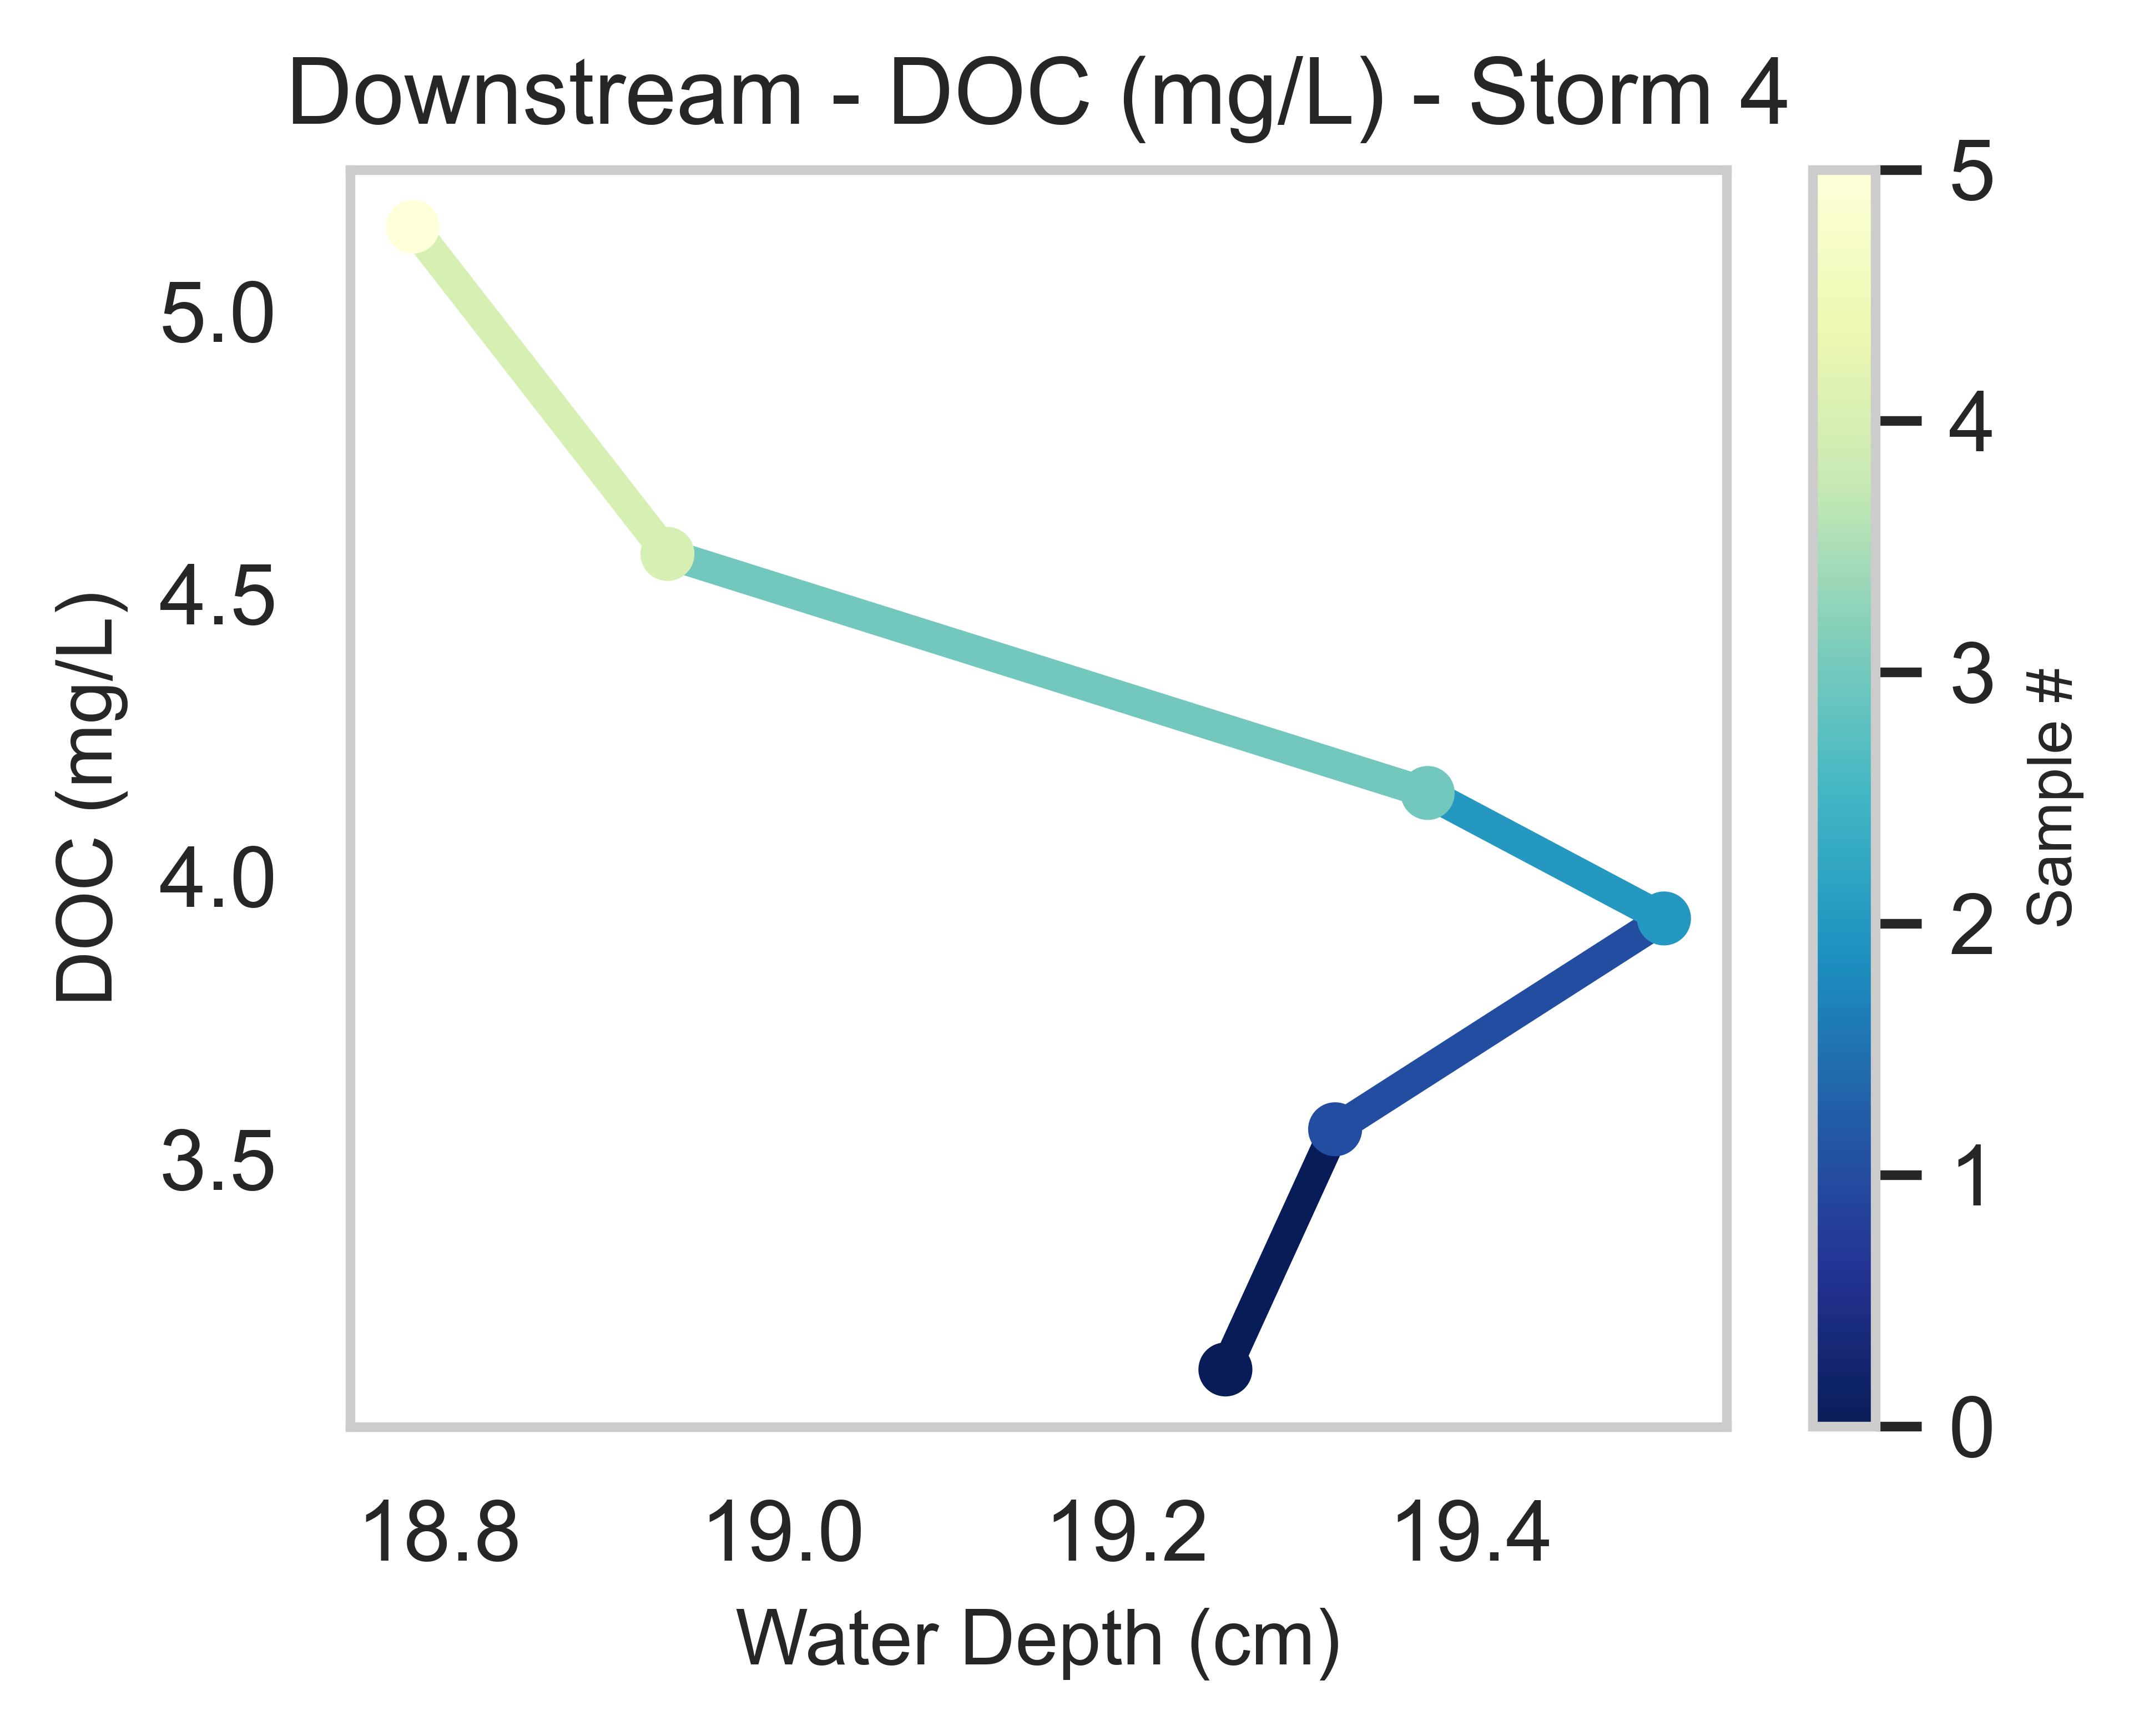 Downstream - DOC (mg/L) - Storm 4
DOC (mg/L)
5.0
4.5
4.0
3.5
18.8 19.0 19.2 19.4
Water Depth (cm)
5
4
3
2
1
0
Sample #